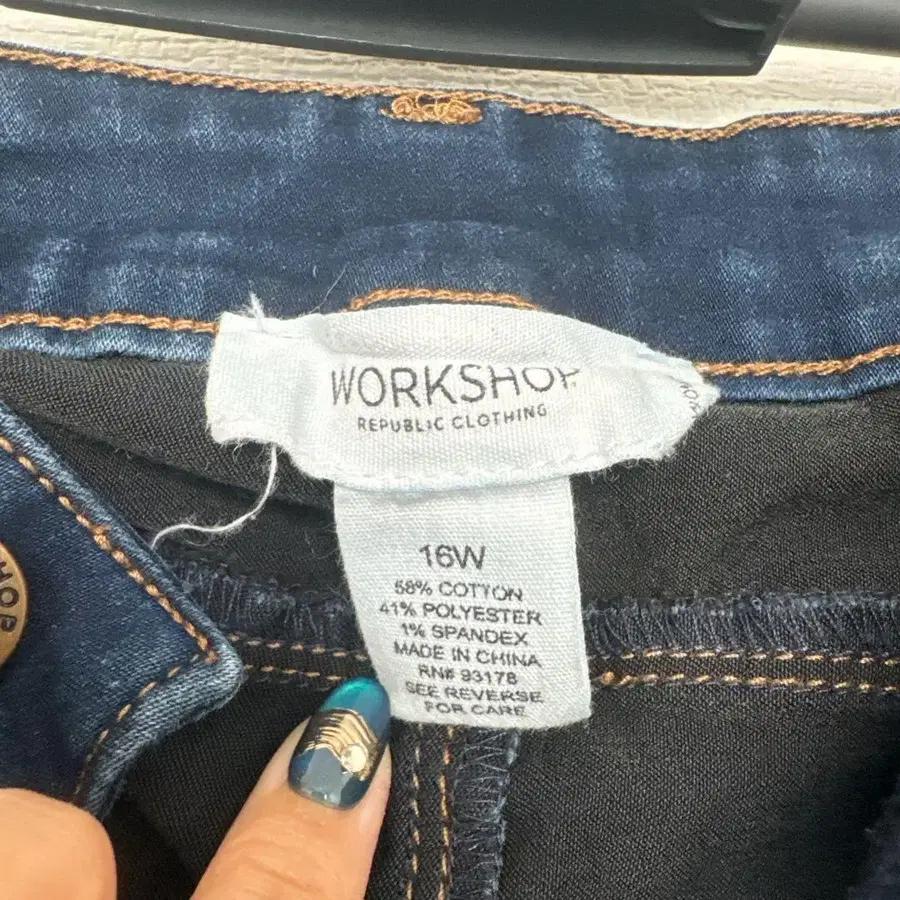 WORKSHOP
REPUBLIC CLOTHING
16W
58% COTTON
41% POLYESTER
1% SPANDEX
MADE IN CHINA
RN# 93178
SEE REVERSE
FOR CARE
HOP